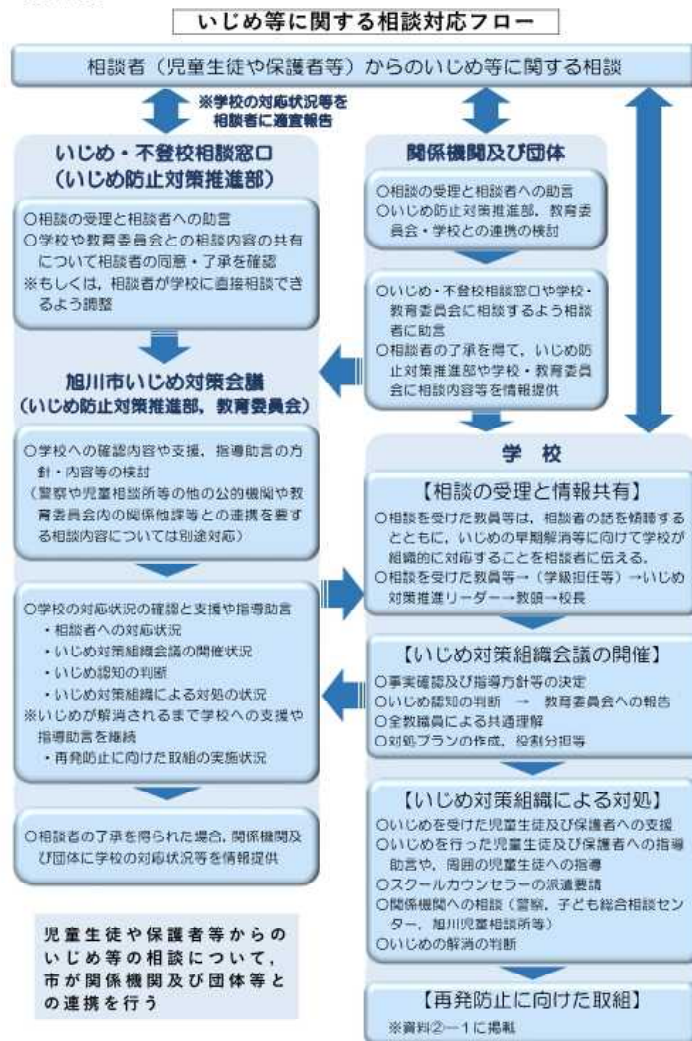 いじめ等に関する相談対応フロー
相談者（児童生徒や保護者等）からのいじめ等に関する相談
※学校の対応状況等を
相談者に適宜報告
いじめ・不登校相談窓口
（いじめ防止対策推進部）
○相談の受理と相談者への助言
○学校や教育委員会との相談内容の共有
について相談者の同意・了承を確認
※もしくは，相談者が学校に直接相談でき
るよう調整
旭川市いじめ対策会議
（いじめ防止対策推進部，教育委員会）
○学校への確認内容や支援，指導助言の方
針・内容等の検討
（警察や児童相談所等の他の公的機関や教
育委員会内の関係他課等との連携を要す
る相談内容については別途対応）
○学校の対応状況の確認と支援や指導助言
・相談者への対応状況
・いじめ対策組織会議の開催状況
・いじめ認知の判断
・いじめ対策組織による対処の状況
※いじめが解消されるまで学校への支援や
指導助言を継続
・再発防止に向けた取組の実施状況
○相談者の了承を得られた場合，関係機関及
び団体に学校の対応状況等を情報提供
児童生徒や保護者等からの
いじめ等の相談について，
市が関係機関及び団体等と
の連携を行う
関係機関及び団体
○相談の受理と相談者への助言
○いじめ防止対策推進部，教育委
員会・学校との連携の検討
○いじめ・不登校相談窓口や学校・
教育委員会に相談するよう相談
者に助言
○相談者の了承を得て，いじめ防
止対策推進部や学校・教育委員
会に相談内容等を情報提供
学　校
【相談の受理と情報共有】
○相談を受けた教員等は，相談者の話を傾聴する
とともに，いじめの早期解消等に向けて学校が
組織的に対応することを相談者に伝える．
○相談を受けた教員等→（学級担任等）→いじめ
対策推進リーダー→教頭→校長
【いじめ対策組織会議の開催】
○事実確認及び指導方針等の決定
○いじめ認知の判断　→　教育委員会への報告
○全教職員による共通理解
○対処プランの作成，役割分担等
【いじめ対策組織による対処】
○いじめを受けた児童生徒及び保護者への支援
○いじめを行った児童生徒及び保護者への指導
助言や，周囲の児童生徒への指導
○スクールカウンセラーの派遣要請
○関係機関への相談（警察，子ども総合相談セン
ター，旭川児童相談所等）
○いじめの解消の判断
【再発防止に向けた取組】
※資料②－1に掲載